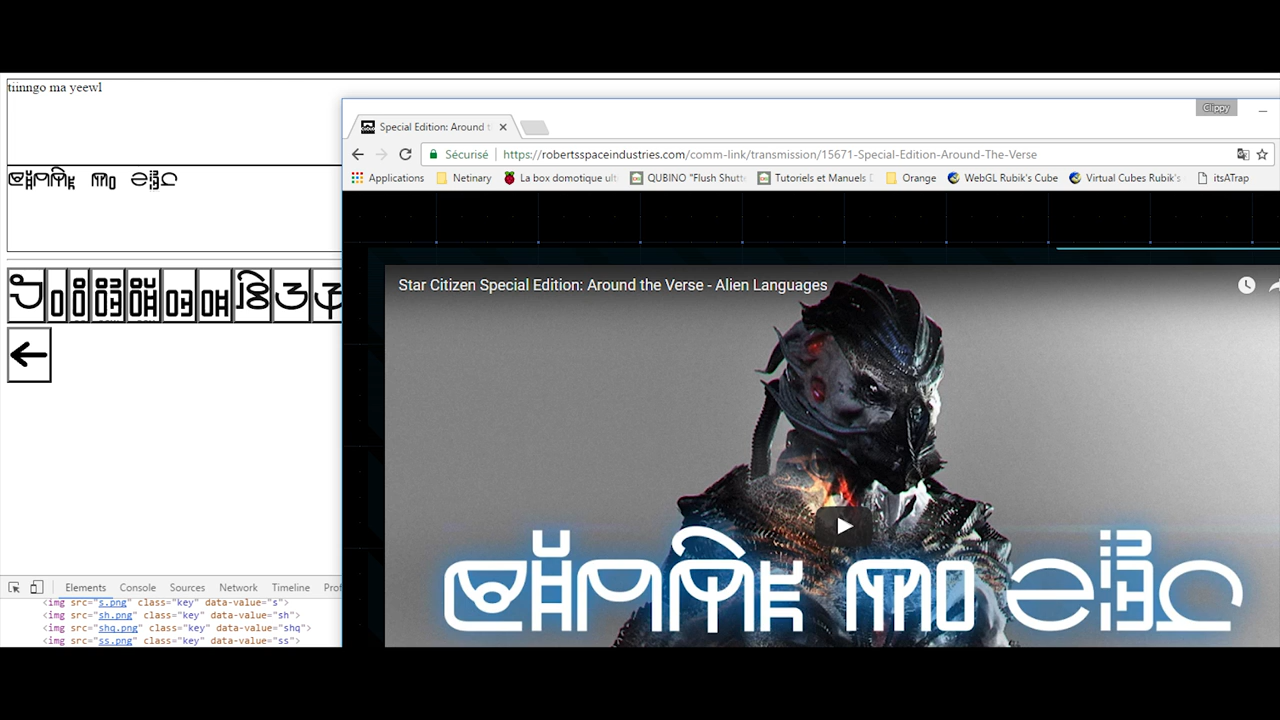 tiinngo ma yeewl
Clippy
Special Edition: Around t
Sécurisé
https://robertsspaceindustries.com/comm-link/transmission/15671-Special-Edition-Around-The-Verse
Applications Netinary La box domotique ult QUBINO "Flush Shutt Tutoriels et Manuels Orange WebGL Rubik's Cube Virtual Cubes Rubik's itsATrap
Star Citizen Special Edition: Around the Verse - Alien Languages
Elements Console Sources Network Timeline Prof
<img src="s.png" class="key" data-value="s">
<img src="sh.png" class="key" data-value="sh">
<img src="shq.png" class="key" data-value="shq">
<img src="ss.png" class="key" data-value="ss">